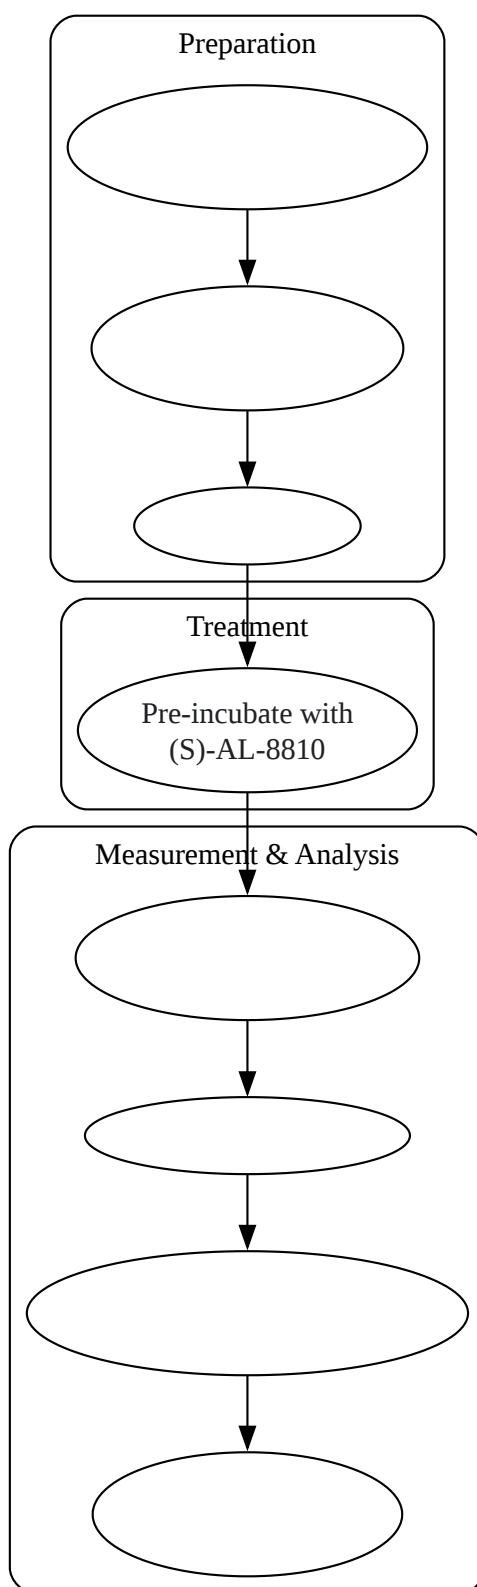 Preparation
Treatment
Pre-incubate with
(S)-AL-8810
Measurement & Analysis